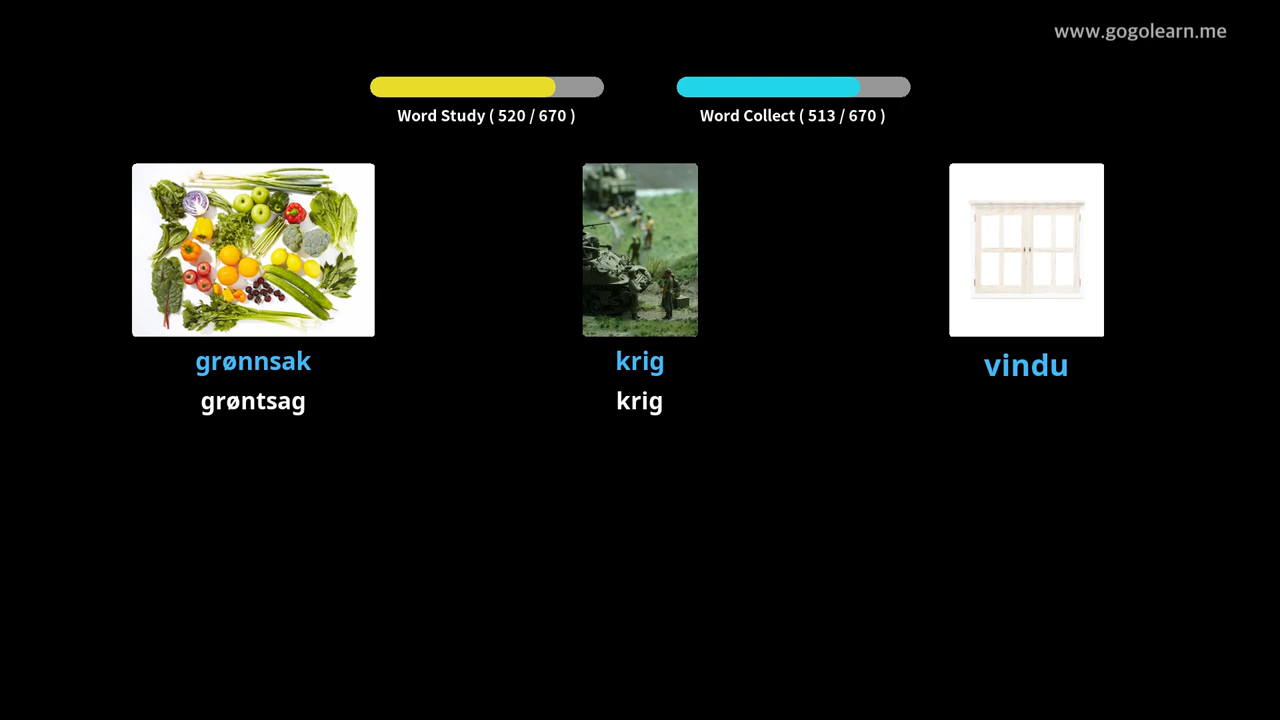 www.gogolearn.me
Word Study ( 520 / 670 )
Word Collect ( 513 / 670 )
grønnsak
grøntsag
krig
krig
vindu